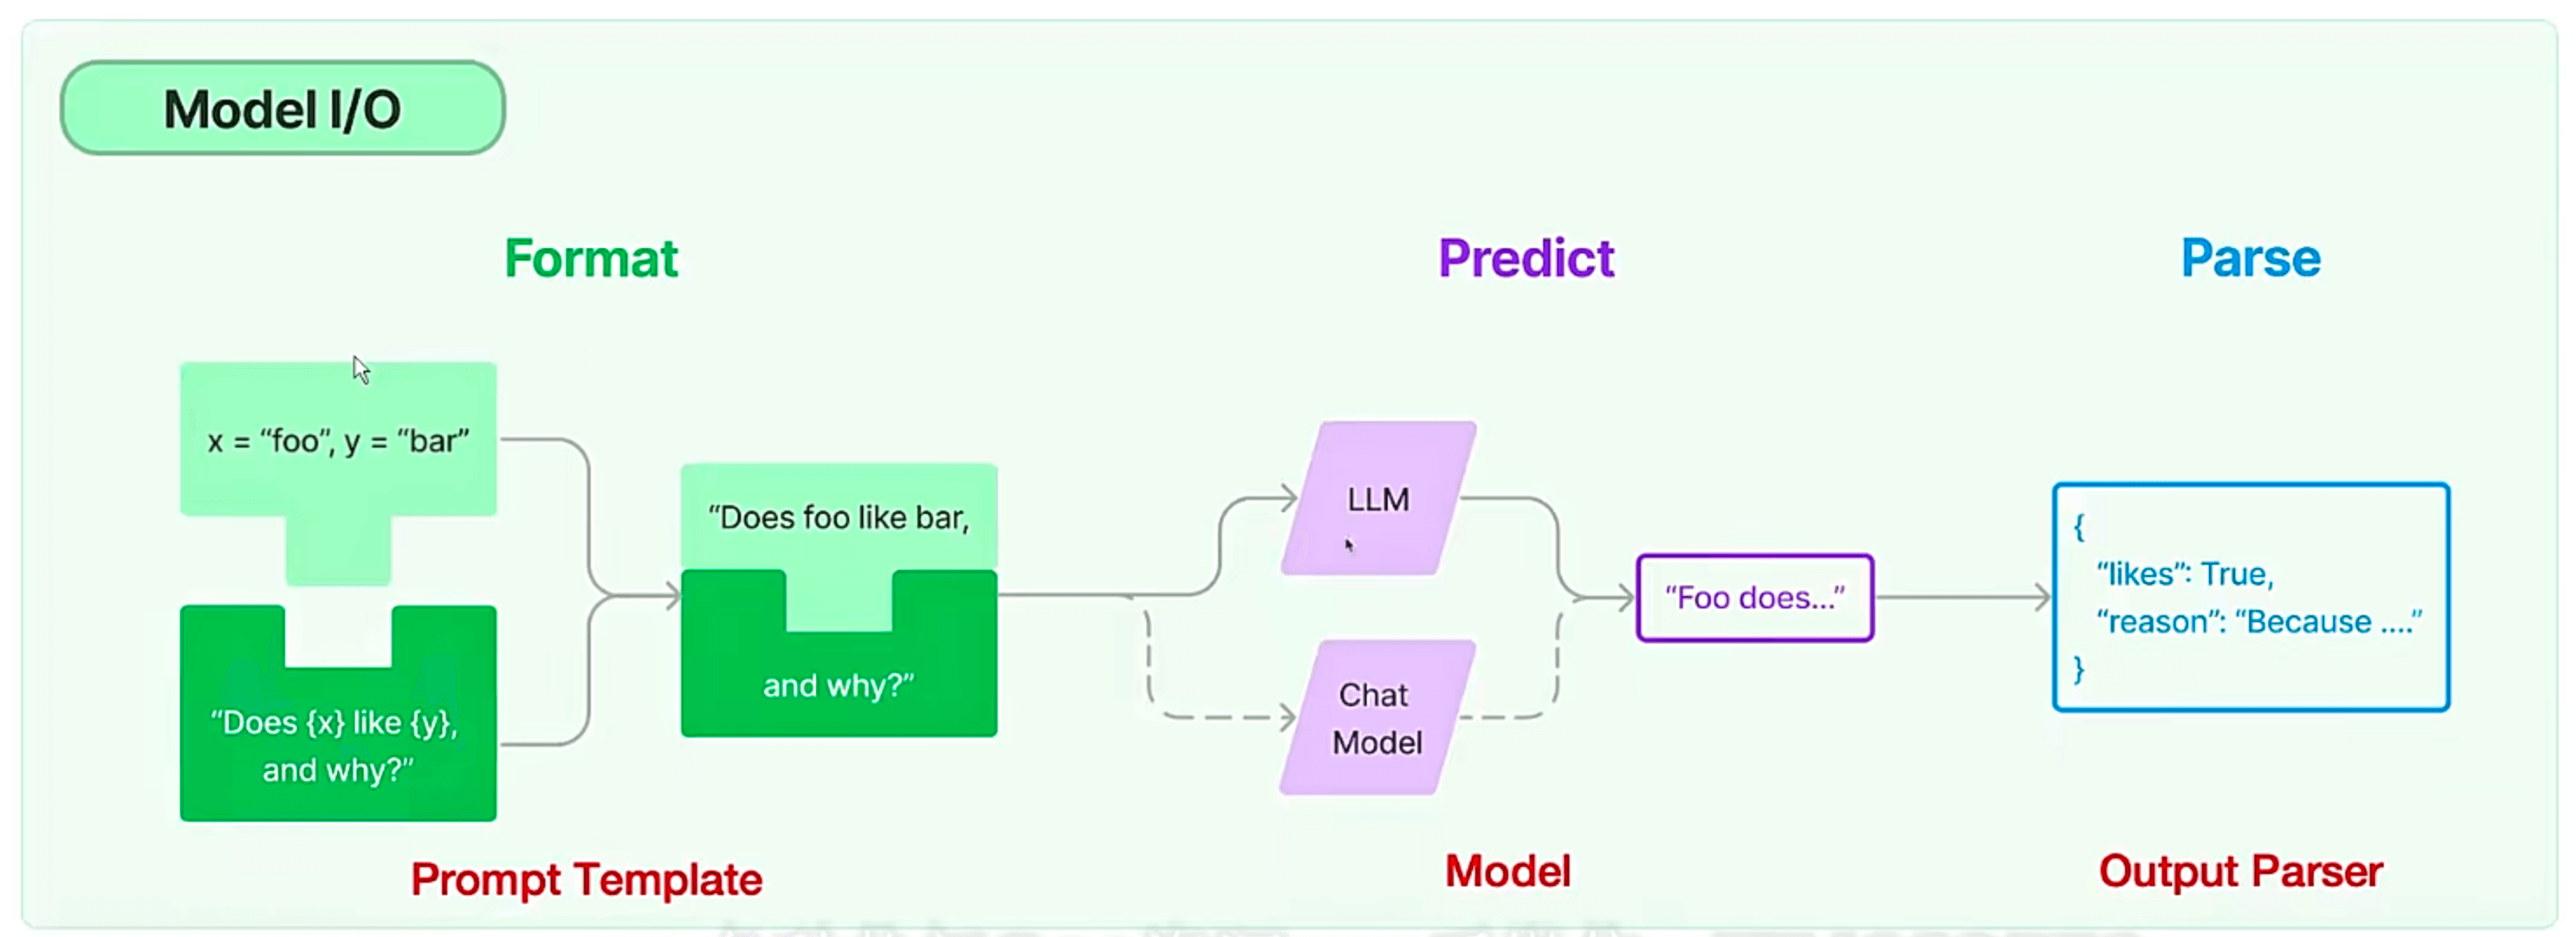 Model I/O
Format
Predict
Parse
x = “foo”, y = “bar”
“Does {x} like {y},
and why?”
“Does foo like bar,
and why?”
LLM
Chat
Model
“Foo does...”
{
“likes”: True,
“reason”: “Because ....”
}
Prompt Template
Model
Output Parser